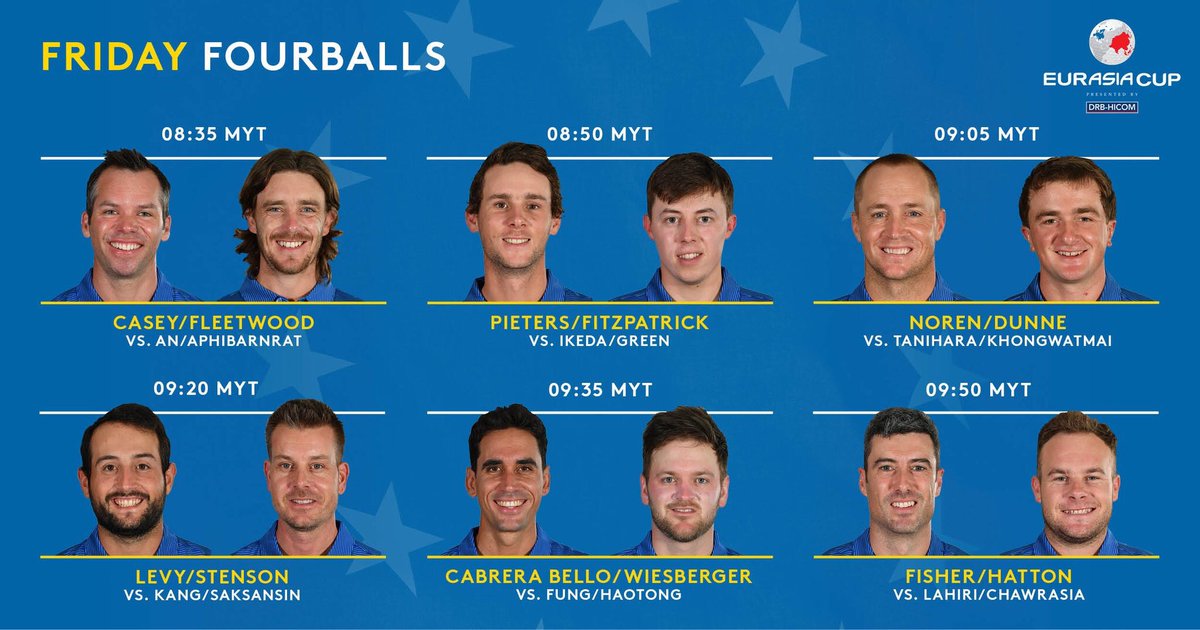 FRIDAY FOURBALLS
EURASIA CUP
PRESENTED BY
DRB-HICOM
08:35 MYT
CASEY/FLEETWOOD
VS. AN/APHIBARNRAT
08:50 MYT
PIETERS/FITZPATRICK
VS. IKEDA/GREEN
09:05 MYT
NOREN/DUNNE
VS. TANIHARA/KHONGWATMAI
09:20 MYT
LEVY/STENSON
VS. KANG/SAKSANSIN
09:35 MYT
CABRERA BELLO/WIESBERGER
VS. FUNG/HAOTONG
09:50 MYT
FISHER/HATTON
VS. LAHIRI/CHAWRASIA